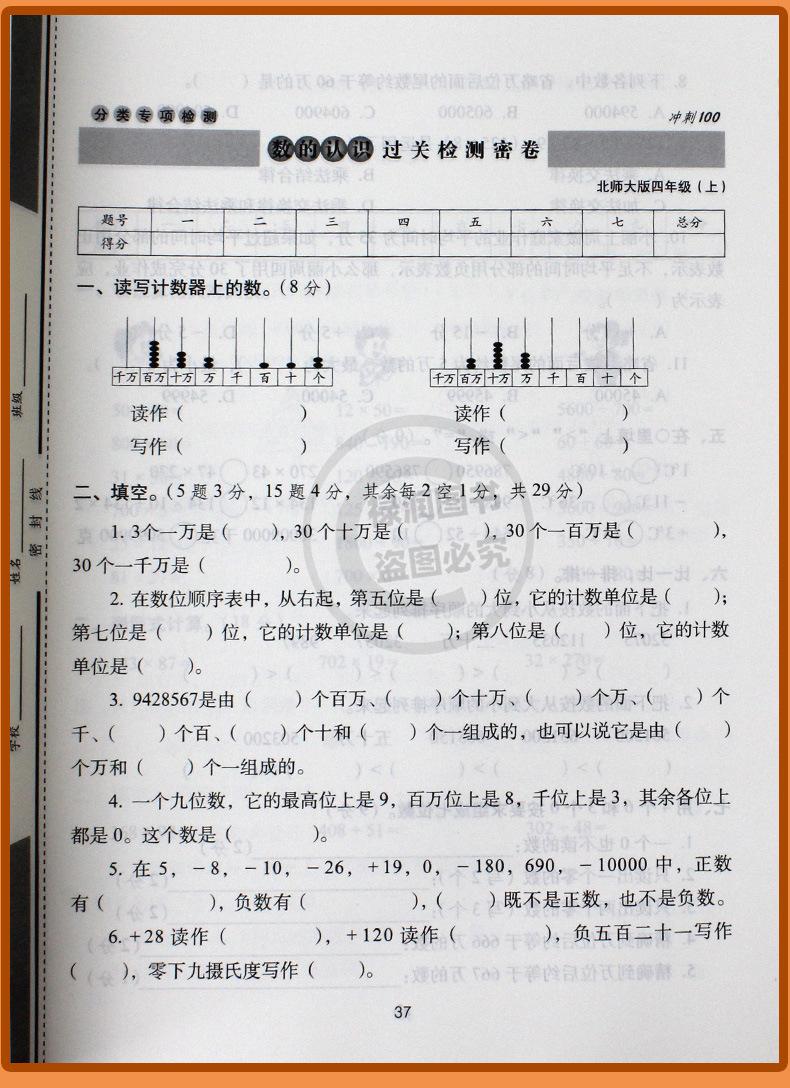 分类专项检测
冲刺100
数的认识过关检测密卷
北师大版四年级(上)
题号 一 二 三 四 五 六 七 总分
得分
一、读写计数器上的数。(8分)
千万 百万 十万 万 千 百 十 个
千万 百万 十万 万 千 百 十 个
读作( ) 读作( )
写作( ) 写作( )
二、填空。(5题3分，15题4分，其余每2空1分，共29分)
1. 3个一万是( )，30个十万是( )，30个一百万是( )，
30个一千万是( )。
2. 在数位顺序表中，从右起，第五位是( )位，它的计数单位是( )；
第七位是( )位，它的计数单位是( )；第八位是( )位，它的计数
单位是( )。
3. 9428567是由( )个百万、( )个十万、( )个万、( )个
千、( )个百、( )个十和( )个一组成的，也可以说它是由( )
个万和( )个一组成的。
4. 一个九位数，它的最高位上是9，百万位上是8，千位上是3，其余各位上
都是0。这个数是( )。
5. 在5，-8，-10，-26，+19，0，-180，690，-10000中，正数
有( )，负数有( )，( )既不是正数，也不是负数。
6. +28读作( )，+120读作( )，负五百二十一写作
( )，零下九摄氏度写作( )。
37
班级
姓名
学校
密封线
绿润图书
盗图必究